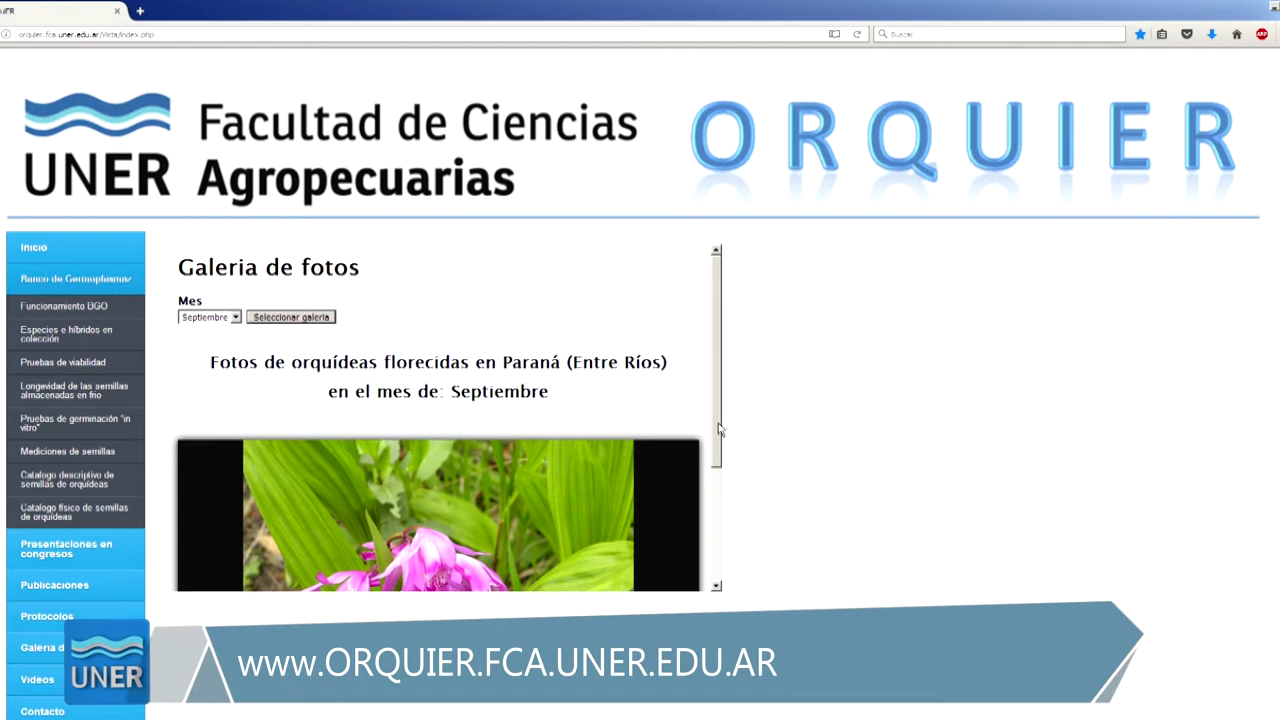 orquier.fca.uner.edu.ar/Virta/index.php
Buscar
ABP
UNER
Facultad de Ciencias
Agropecuarias
ORQUIER
Inicio
Banco de Germoplasma
Funcionamiento BGO
Especies e híbridos en
colección
Pruebas de viabilidad
Longevidad de las semillas
almacenadas en frío
Pruebas de germinación "in
vitro"
Mediciones de semillas
Catalogo descriptivo de
semillas de orquídeas
Catalogo físico de semillas
de orquídeas
Presentaciones en
congresos
Publicaciones
Protocolos
Galeria d
Videos
Contacto
Galeria de fotos
Mes
Septiembre
Seleccionar galeria
Fotos de orquídeas florecidas en Paraná (Entre Ríos)
en el mes de: Septiembre
UNER
www.ORQUIER.FCA.UNER.EDU.AR